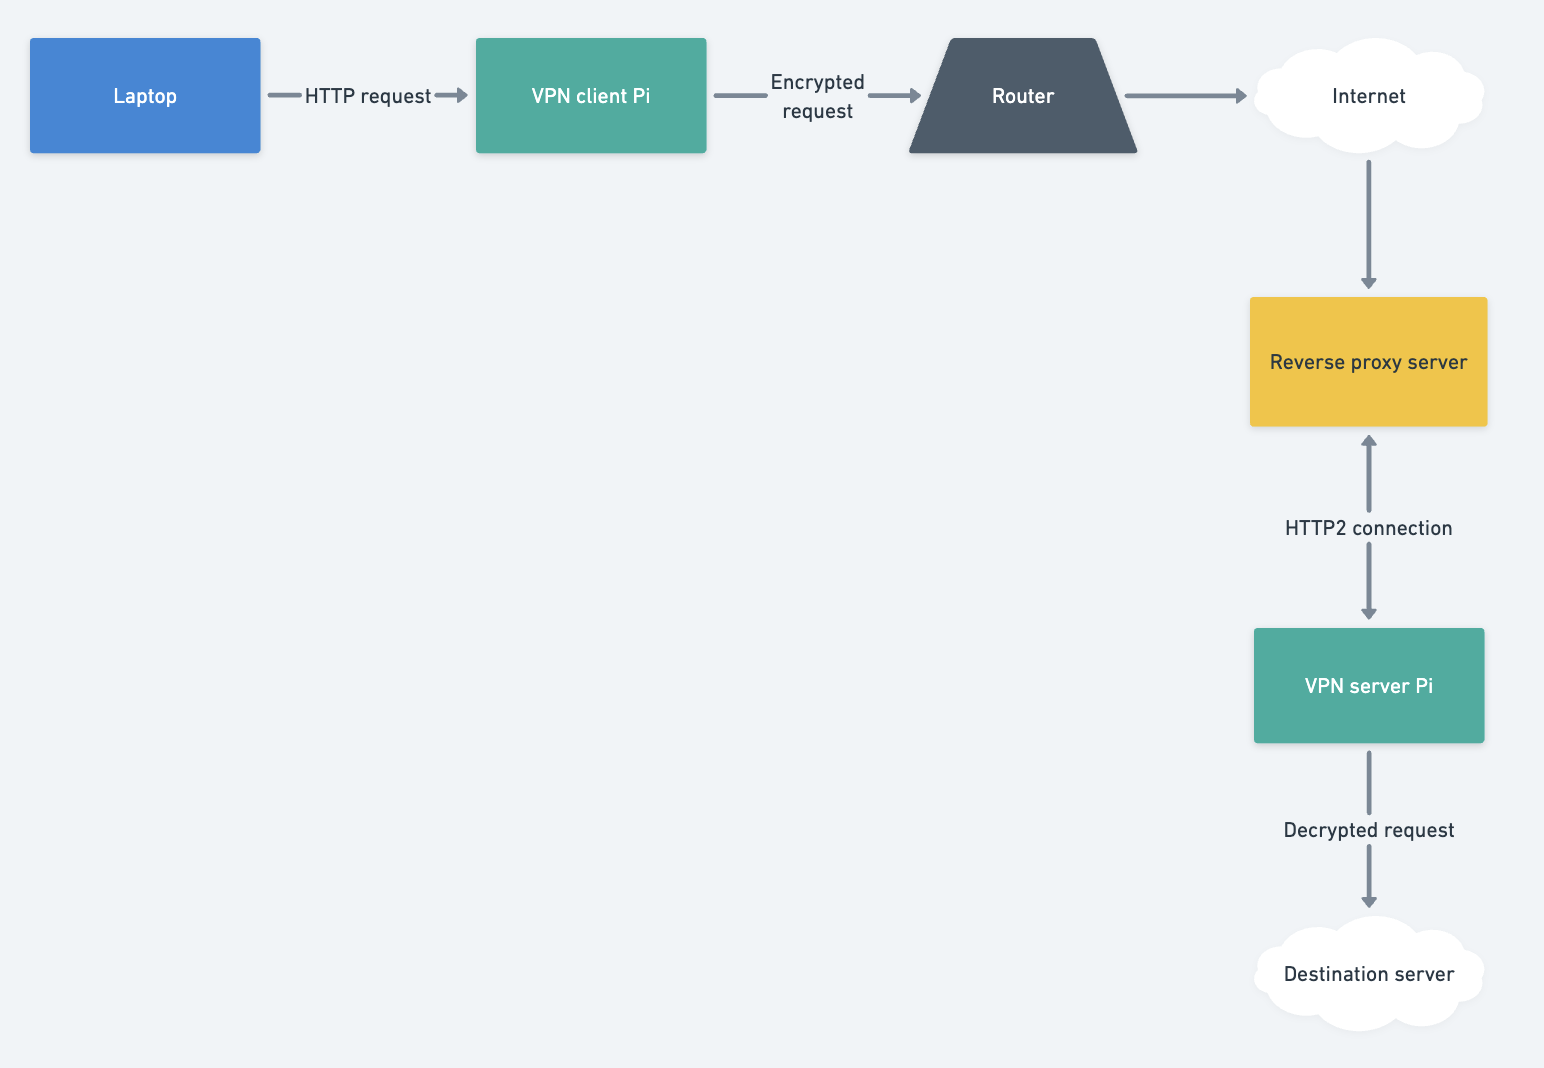 Laptop
HTTP request
VPN client Pi
Encrypted
request
Router
Internet
Reverse proxy server
HTTP2 connection
VPN server Pi
Decrypted request
Destination server